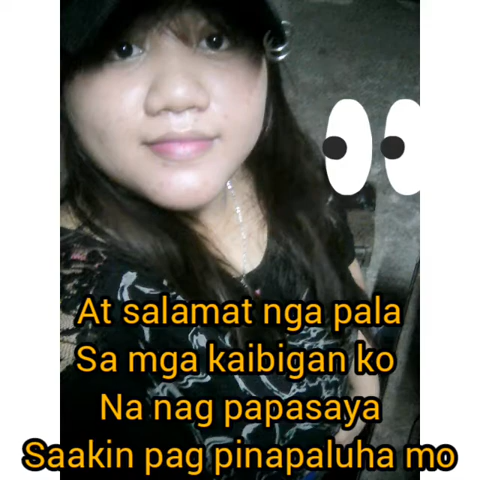 At salamat nga pala
Sa mga kaibigan ko
Na nag papasaya
Saakin pag pinapaluha mo